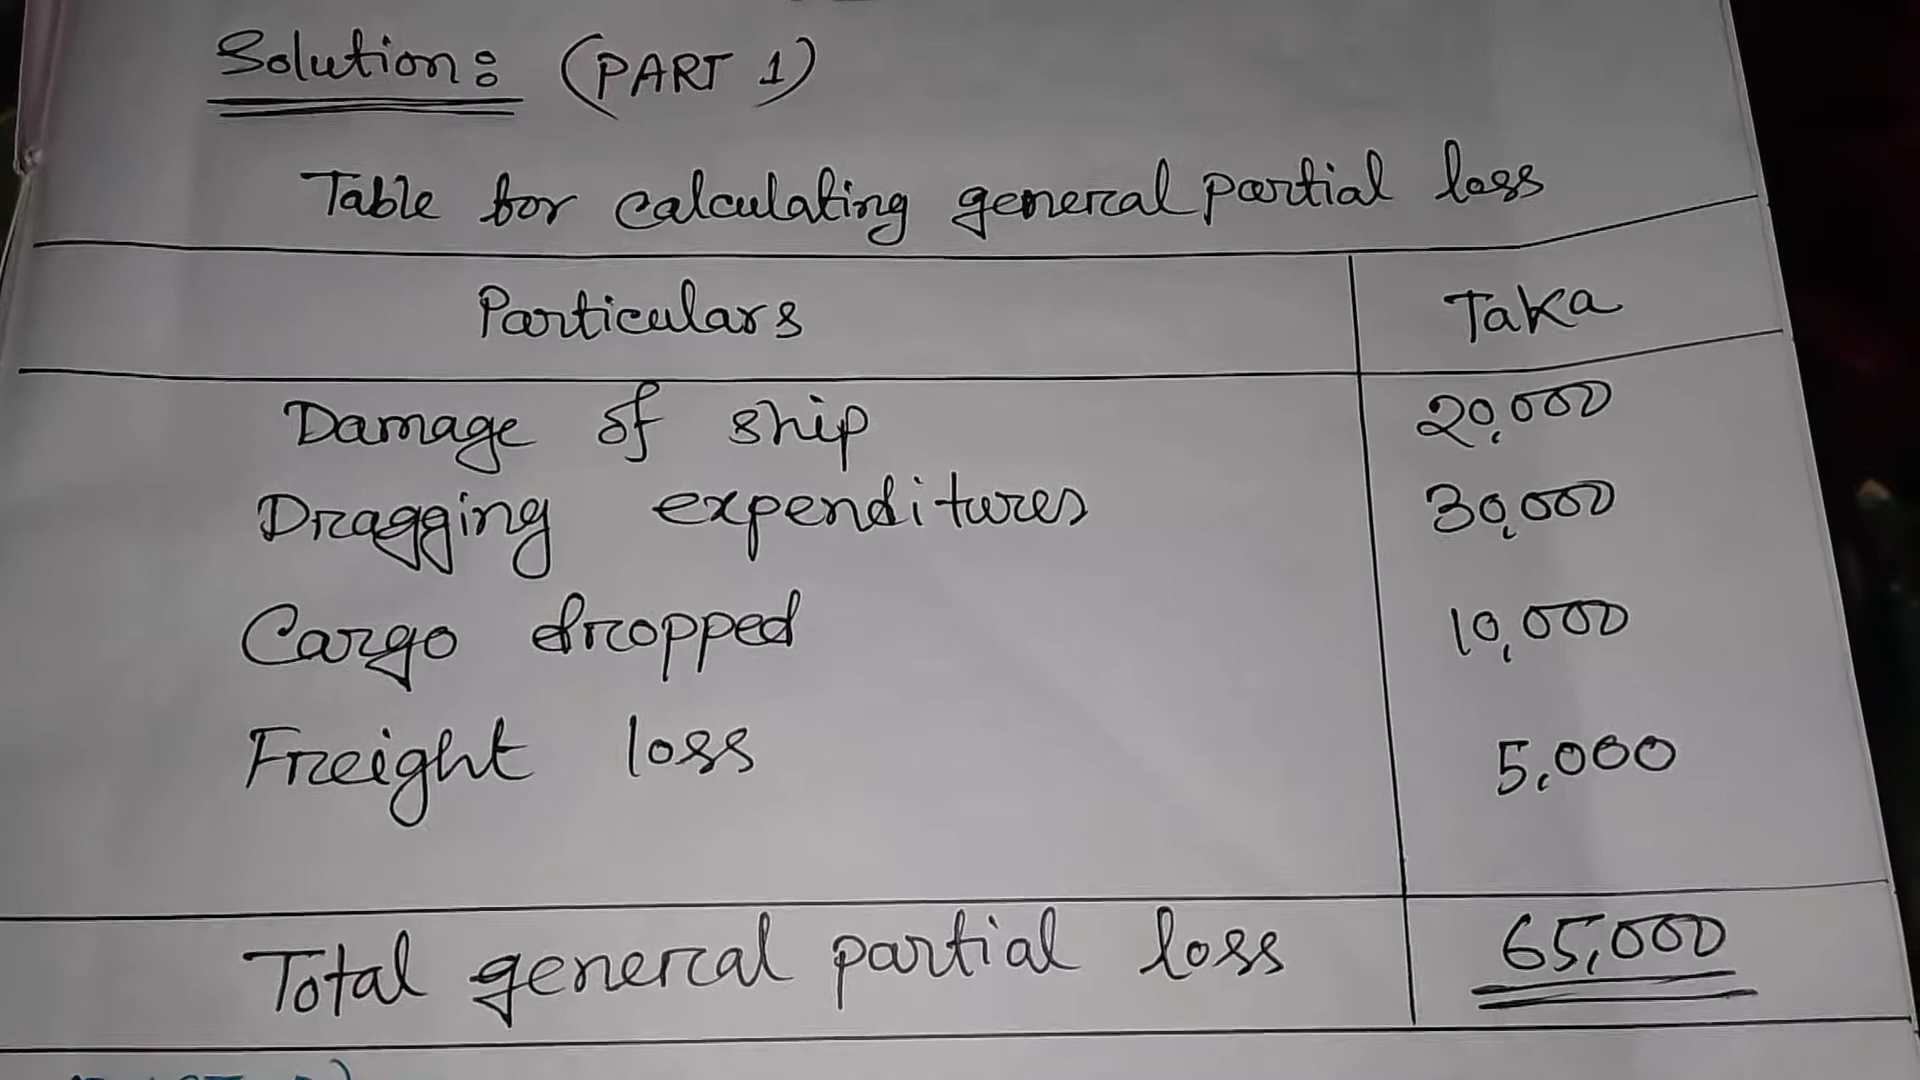 Solution: (PART 1)
Table for calculating general partial loss
Particulars Taka
Damage of ship 20,000
Dragging expenditures 30,000
Cargo dropped 10,000
Freight loss 5,000
Total general partial loss 65,000